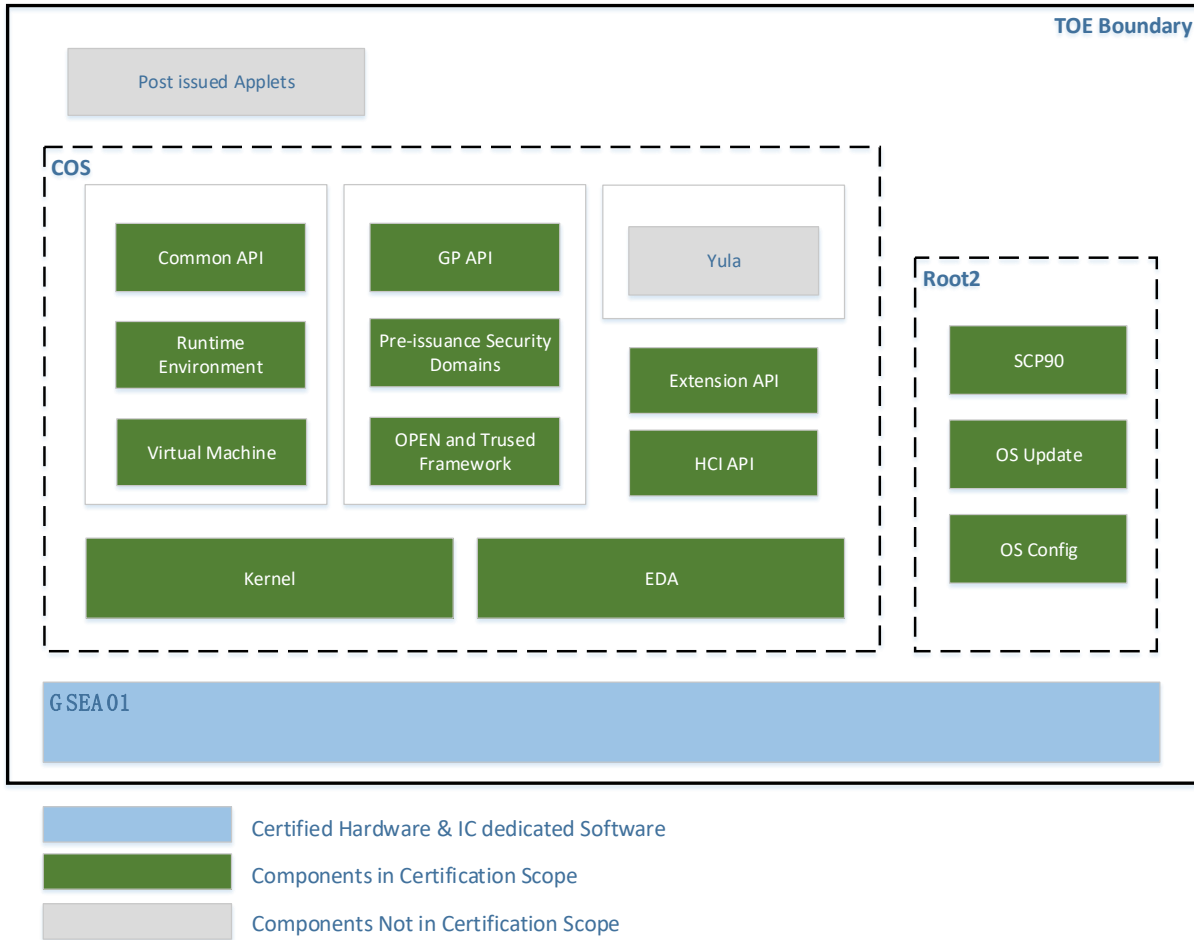 TOE Boundary
Post issued Applets
COS
Common API
GP API
Yula
Root2
Runtime
Environment
Pre-issuance Security
Domains
Extension API
SCP90
Virtual Machine
OPEN and Trused
Framework
HCI API
OS Update
OS Config
Kernel
EDA
GSEA01
Certified Hardware & IC dedicated Software
Components in Certification Scope
Components Not in Certification Scope